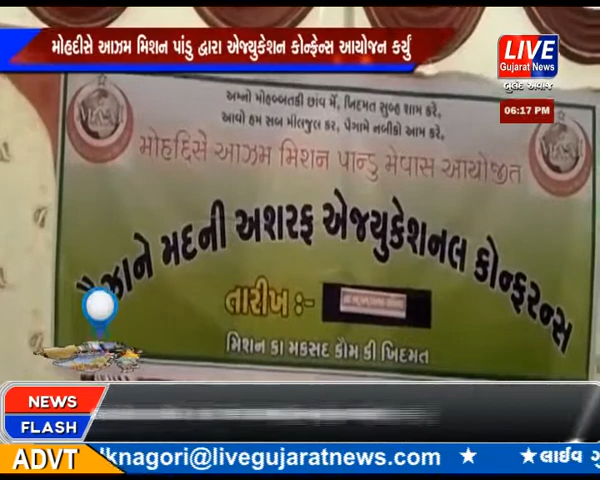 મોહદીસે આઝમ મિશન પાંડુ દ્વારા એજ્યુકેશન કોન્ફ્રેન્સ આયોજન કર્યું
LIVE
Gujarat News
બુલંદ અવાજ
06:17 PM
અમ્નો મોહબ્બતકી છાંવ મેં, ખિદમત સુબ્હ શામ કરે,
આવો હમ સબ મીલજુલ કર, પૈગામે નબીકો આમ કરે,
મોહદ્દિસે આઝમ મિશન પાન્ડુ મેવાસ આયોજીત
ફૈઝાને મદની અશરફ એજ્યુકેશનલ કોન્ફરન્સ
તારીખ :-
મિશન કા મકસદ કૌમ કી ખિદમત
NEWS
FLASH
ADVT
lknagori@livegujaratnews.com ★ ★લાઈવ ગુ